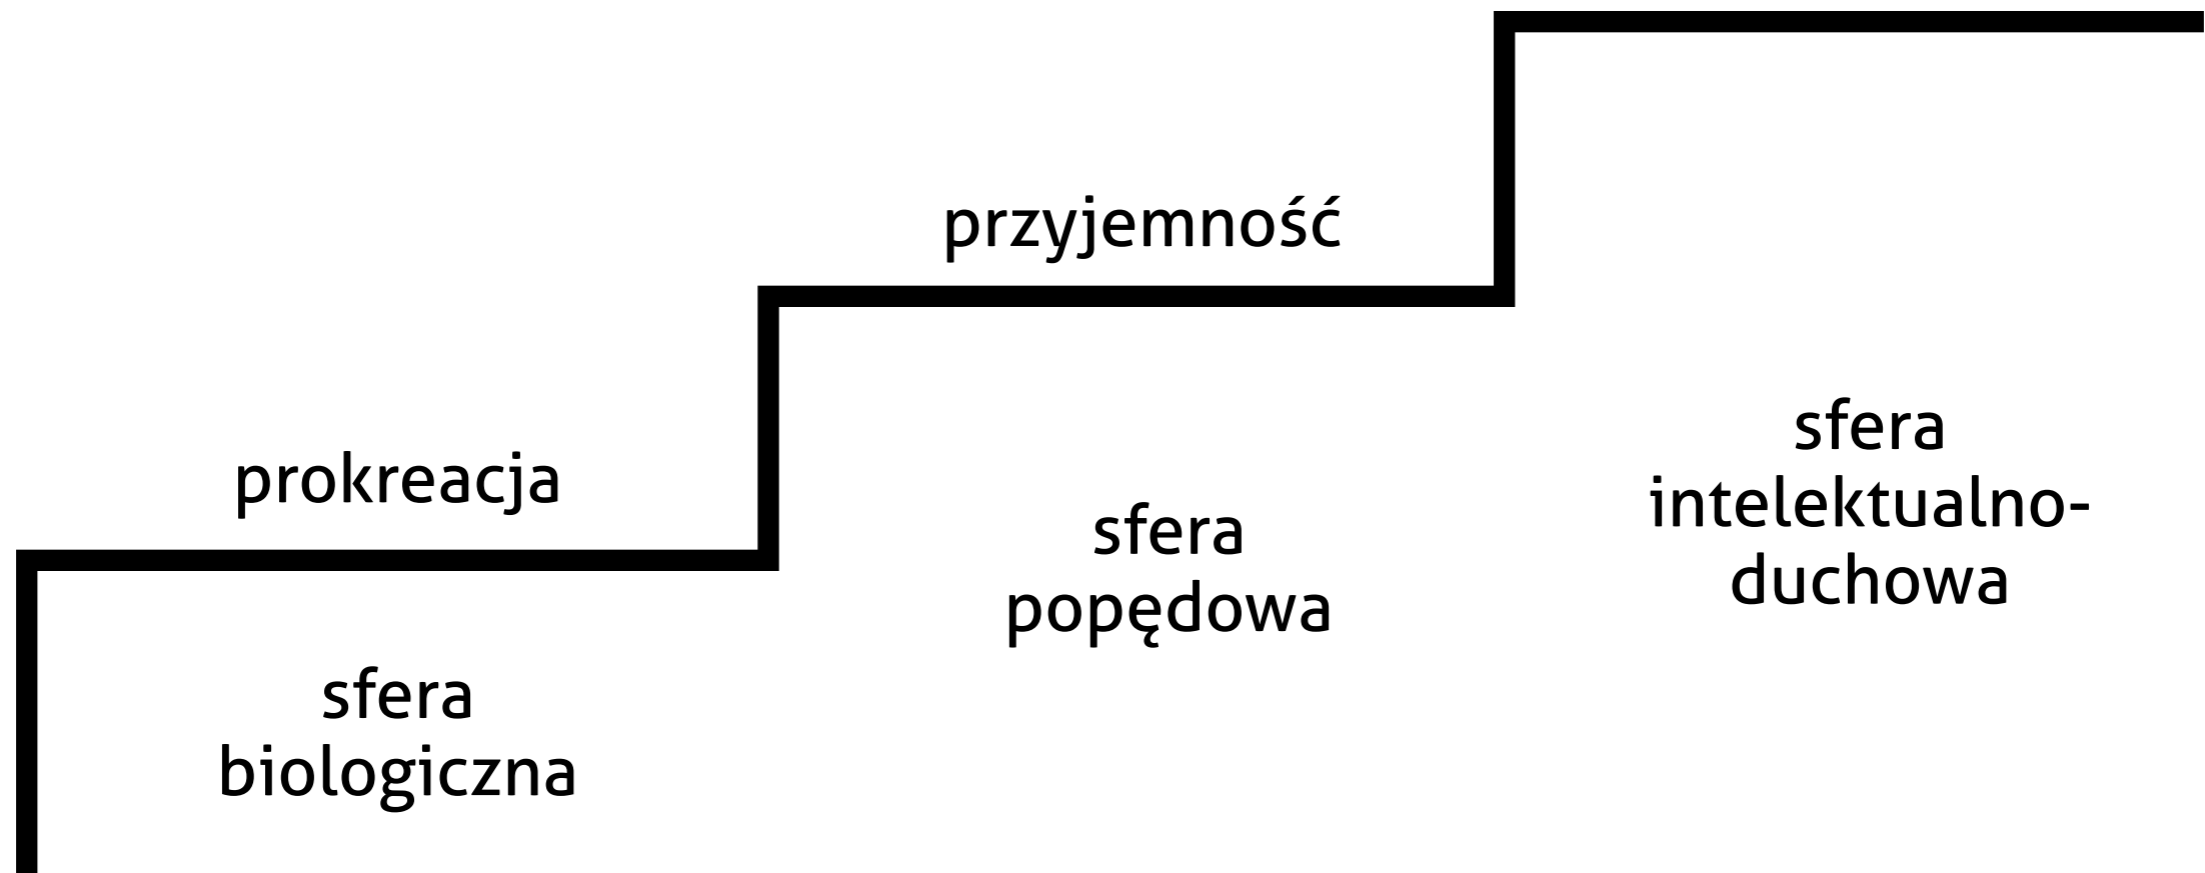 przyjemność
prokreacja
sfera
intelektualno-
duchowa
sfera
popędowa
sfera
biologiczna